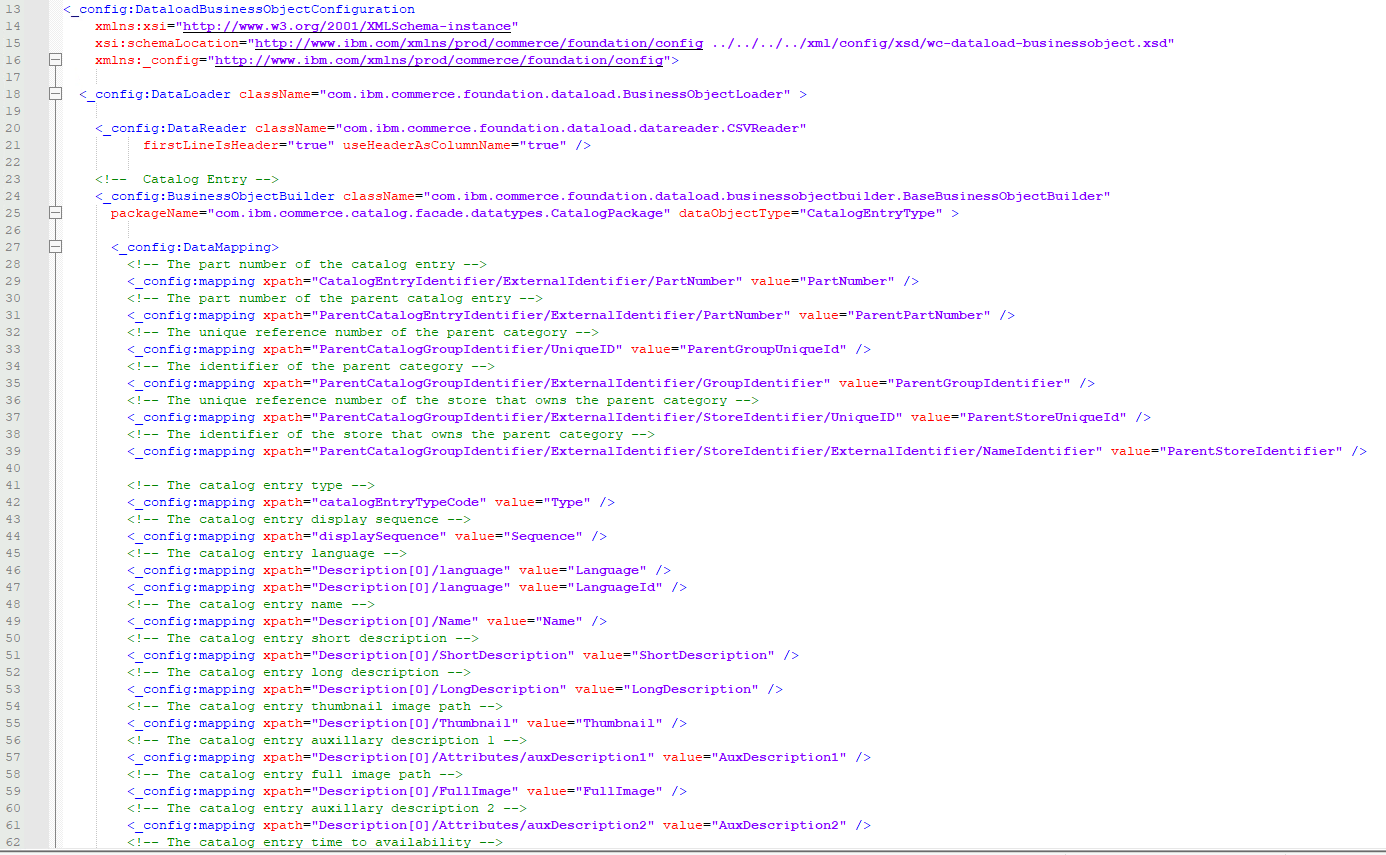 13 <_config:DataloadBusinessObjectConfiguration
14 xmlns:xsi="http://www.w3.org/2001/XMLSchema-instance"
15 xsi:schemaLocation="http://www.ibm.com/xmlns/prod/commerce/foundation/config ../../../../xml/config/xsd/wc-dataload-businessobject.xsd"
16 xmlns:_config="http://www.ibm.com/xmlns/prod/commerce/foundation/config">
17
18 <_config:DataLoader className="com.ibm.commerce.foundation.dataload.BusinessObjectLoader" >
19
20 <_config:DataReader className="com.ibm.commerce.foundation.dataload.datareader.CSVReader"
21 firstLineIsHeader="true" useHeaderAsColumnName="true" />
22
23 <!-- Catalog Entry -->
24 <_config:BusinessObjectBuilder className="com.ibm.commerce.foundation.dataload.businessobjectbuilder.BaseBusinessObjectBuilder"
25 packageName="com.ibm.commerce.catalog.facade.datatypes.CatalogPackage" dataObjectType="CatalogEntryType" >
26
27 <_config:DataMapping>
28 <!-- The part number of the catalog entry -->
29 <_config:mapping xpath="CatalogEntryIdentifier/ExternalIdentifier/PartNumber" value="PartNumber" />
30 <!-- The part number of the parent catalog entry -->
31 <_config:mapping xpath="ParentCatalogEntryIdentifier/ExternalIdentifier/PartNumber" value="ParentPartNumber" />
32 <!-- The unique reference number of the parent category -->
33 <_config:mapping xpath="ParentCatalogGroupIdentifier/UniqueID" value="ParentGroupUniqueId" />
34 <!-- The identifier of the parent category -->
35 <_config:mapping xpath="ParentCatalogGroupIdentifier/ExternalIdentifier/GroupIdentifier" value="ParentGroupIdentifier" />
36 <!-- The unique reference number of the store that owns the parent category -->
37 <_config:mapping xpath="ParentCatalogGroupIdentifier/ExternalIdentifier/StoreIdentifier/UniqueID" value="ParentStoreUniqueId" />
38 <!-- The identifier of the store that owns the parent category -->
39 <_config:mapping xpath="ParentCatalogGroupIdentifier/ExternalIdentifier/StoreIdentifier/ExternalIdentifier/NameIdentifier" value="ParentStoreIdentifier" />
40
41 <!-- The catalog entry type -->
42 <_config:mapping xpath="catalogEntryTypeCode" value="Type" />
43 <!-- The catalog entry display sequence -->
44 <_config:mapping xpath="displaySequence" value="Sequence" />
45 <!-- The catalog entry language -->
46 <_config:mapping xpath="Description[0]/language" value="Language" />
47 <_config:mapping xpath="Description[0]/language" value="LanguageId" />
48 <!-- The catalog entry name -->
49 <_config:mapping xpath="Description[0]/Name" value="Name" />
50 <!-- The catalog entry short description -->
51 <_config:mapping xpath="Description[0]/ShortDescription" value="ShortDescription" />
52 <!-- The catalog entry long description -->
53 <_config:mapping xpath="Description[0]/LongDescription" value="LongDescription" />
54 <!-- The catalog entry thumbnail image path -->
55 <_config:mapping xpath="Description[0]/Thumbnail" value="Thumbnail" />
56 <!-- The catalog entry auxillary description 1 -->
57 <_config:mapping xpath="Description[0]/Attributes/auxDescription1" value="AuxDescription1" />
58 <!-- The catalog entry full image path -->
59 <_config:mapping xpath="Description[0]/FullImage" value="FullImage" />
60 <!-- The catalog entry auxillary description 2 -->
61 <_config:mapping xpath="Description[0]/Attributes/auxDescription2" value="AuxDescription2" />
62 <!-- The catalog entry time to availability -->